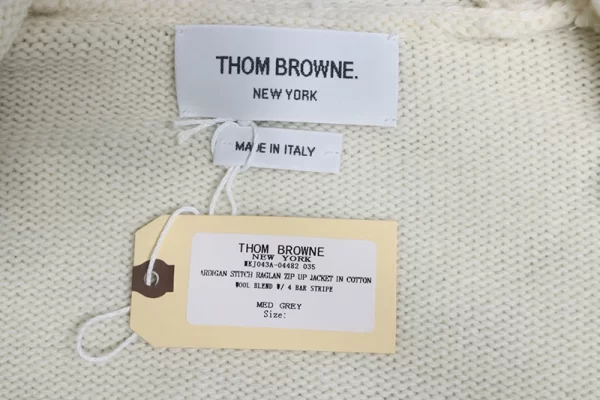 THOM BROWNE.
NEW YORK
MADE IN ITALY
THOM BROWNE
NEW YORK
MKJ043A-04482 035
ARDIGAN STITCH RAGLAN ZIP UP JACKET IN COTTON
WOOL BLEND W/ 4 BAR STRIPE
MED GREY
Size: